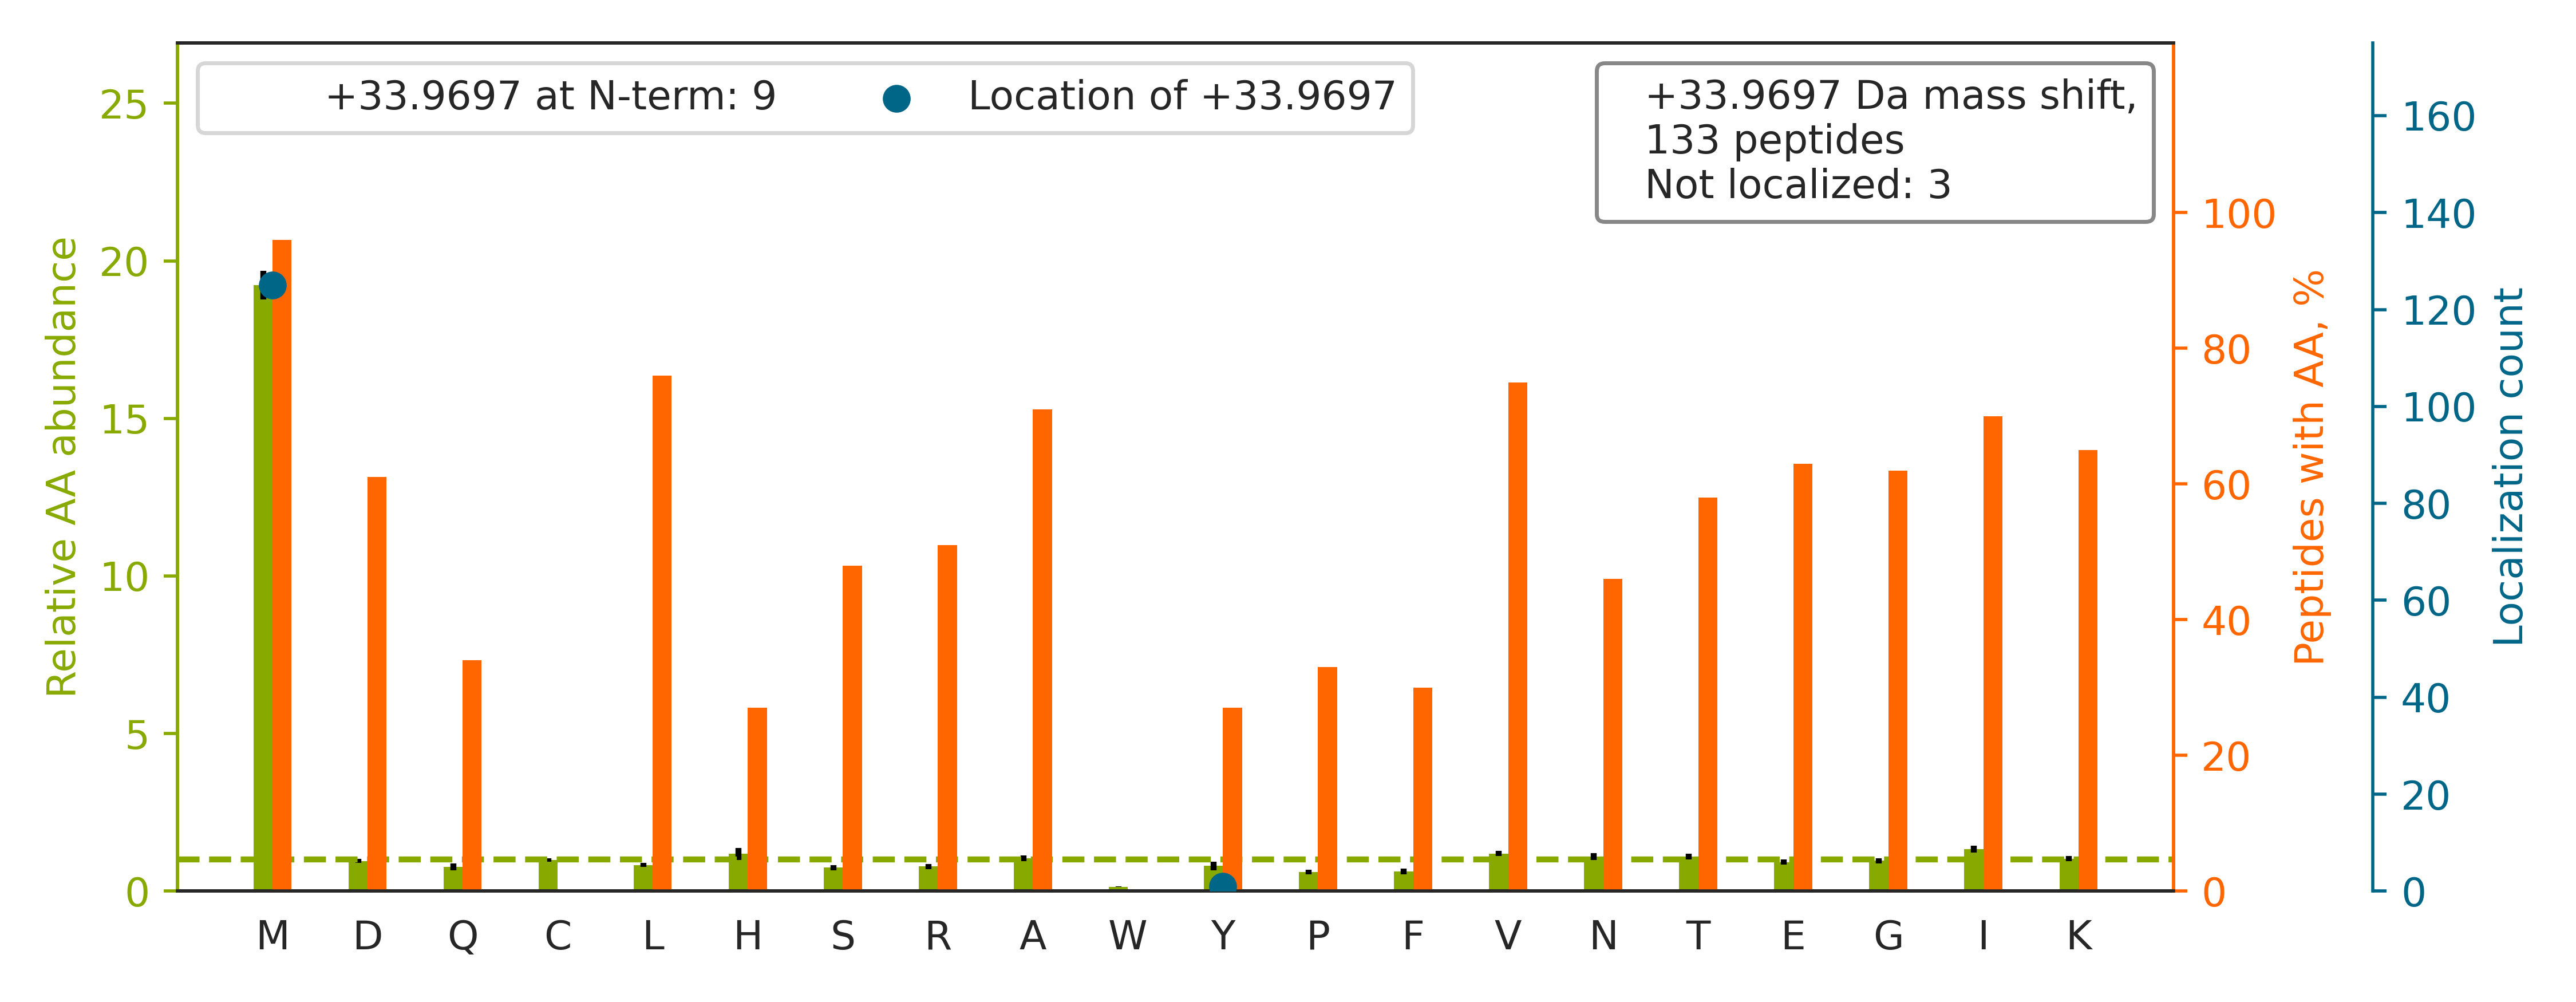 +33.9697 at N-term: 9
Location of +33.9697
+33.9697 Da mass shift,
133 peptides
Not localized: 3
Relative AA abundance
25
20
15
10
5
0
Peptides with AA, %
100
80
60
40
20
0
Localization count
160
140
120
100
80
60
40
20
0
M D Q C L H S R A W Y P F V N T E G I K